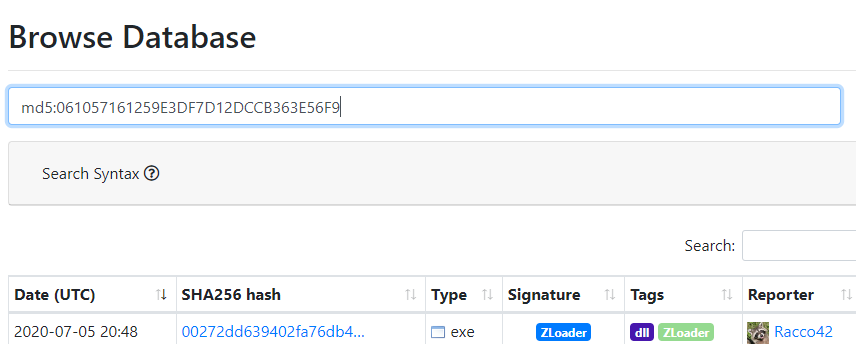 Browse Database
md5:061057161259E3DF7D12DCCB363E56F9
Search Syntax
Search:
Date (UTC) SHA256 hash Type Signature Tags Reporter
2020-07-05 20:48 00272dd639402fa76db4... exe ZLoader dll ZLoader Racco42